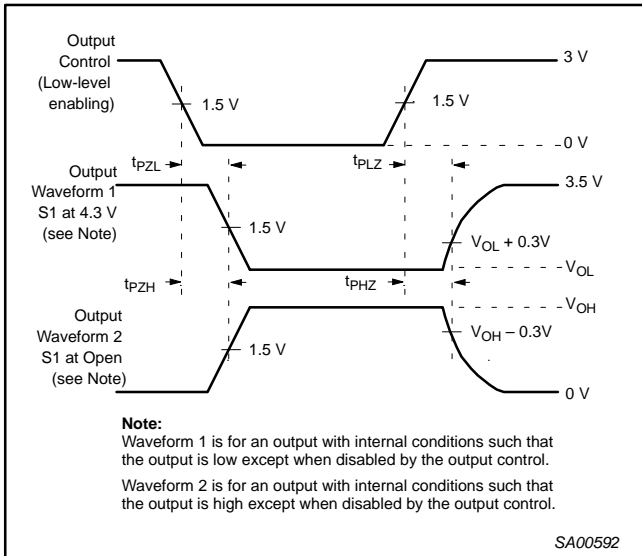 Output
Control
(Low-level
enabling)
1.5 V
1.5 V
3 V
0 V
tPZL
tPLZ
Output
Waveform 1
S1 at 4.3 V
(see Note)
1.5 V
3.5 V
VOL + 0.3V
VOL
tPZH
tPHZ
VOH
Output
Waveform 2
S1 at Open
(see Note)
1.5 V
VOH – 0.3V
0 V
Note:
Waveform 1 is for an output with internal conditions such that
the output is low except when disabled by the output control.
Waveform 2 is for an output with internal conditions such that
the output is high except when disabled by the output control.
SA00592